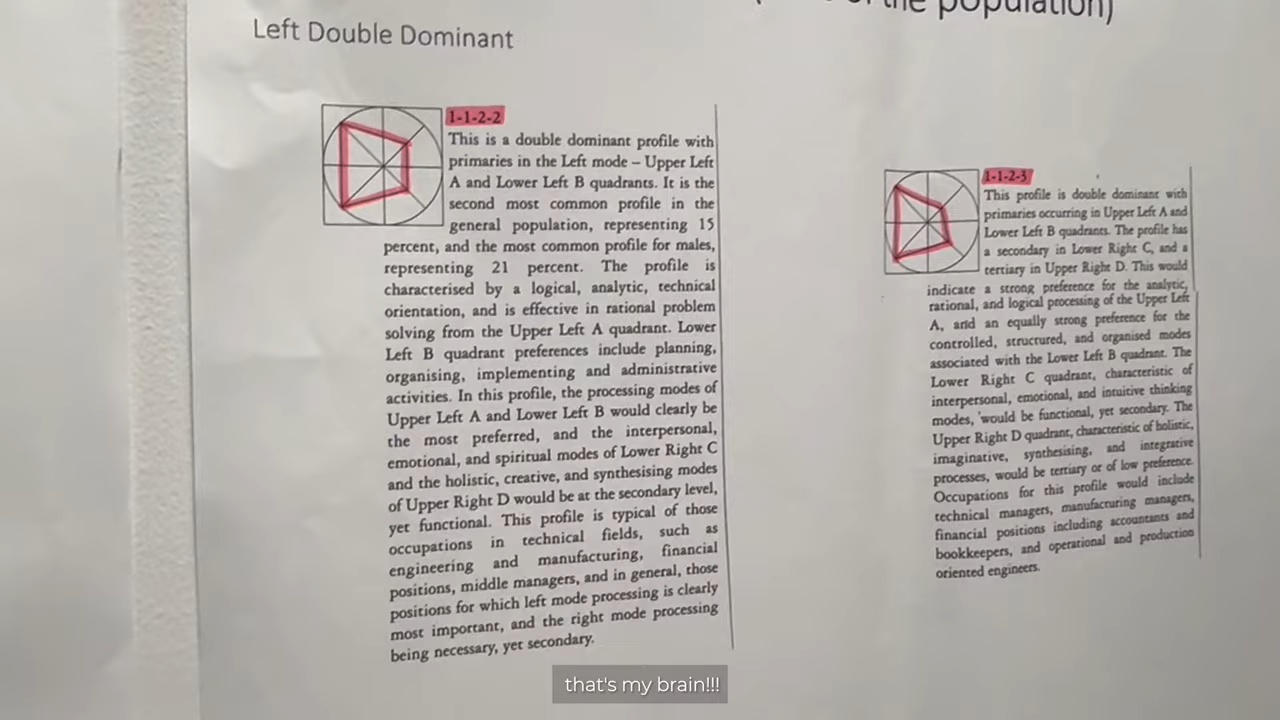 the population)
Left Double Dominant
1-1-2-2
This is a double dominant profile with
primaries in the Left mode – Upper Left
A and Lower Left B quadrants. It is the
second most common profile in the
general population, representing 15
percent, and the most common profile for males,
representing 21 percent. The profile is
characterised by a logical, analytic, technical
orientation, and is effective in rational problem
solving from the Upper Left A quadrant. Lower
Left B quadrant preferences include planning,
organising, implementing and administrative
activities. In this profile, the processing modes of
Upper Left A and Lower Left B would clearly be
the most preferred, and the interpersonal,
emotional, and spiritual modes of Lower Right C
and the holistic, creative, and synthesising modes
of Upper Right D would be at the secondary level,
yet functional. This profile is typical of those
occupations in technical fields, such as
engineering and manufacturing, financial
positions, middle managers, and in general, those
positions for which left mode processing is clearly
most important, and the right mode processing
being necessary, yet secondary.
1-1-2-3
This profile is double dominant with
primaries occurring in Upper Left A and
Lower Left B quadrants. The profile has
a secondary in Lower Right C, and a
tertiary in Upper Right D. This would
indicate a strong preference for the analytic,
rational, and logical processing of the Upper Left
A, and an equally strong preference for the
controlled, structured, and organised modes
associated with the Lower Left B quadrant. The
Lower Right C quadrant, characteristic of
interpersonal, emotional, and intuitive thinking
modes, would be functional, yet secondary. The
Upper Right D quadrant, characteristic of holistic,
imaginative, synthesising, and integrative
processes, would be tertiary or of low preference.
Occupations for this profile would include
technical managers, manufacturing managers,
financial positions including accountants and
bookkeepers, and operational and production
oriented engineers.
that's my brain!!!